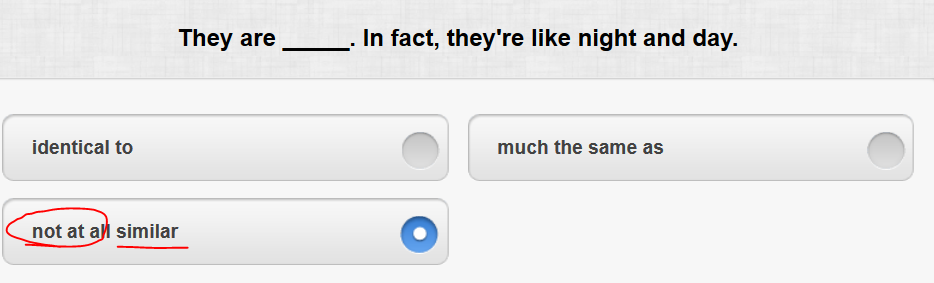 They are _____. In fact, they're like night and day.
identical to
much the same as
not at all similar